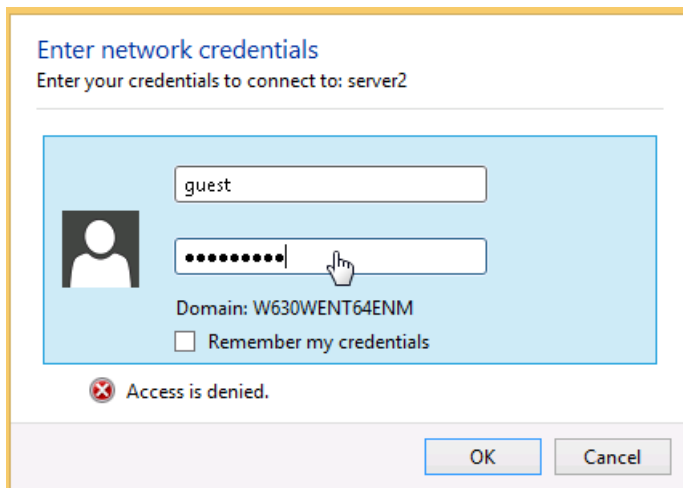 Enter network credentials
Enter your credentials to connect to: server2
guest
●●●●●●●●●
Domain: W630WENT64ENM
Remember my credentials
Access is denied.
OK Cancel